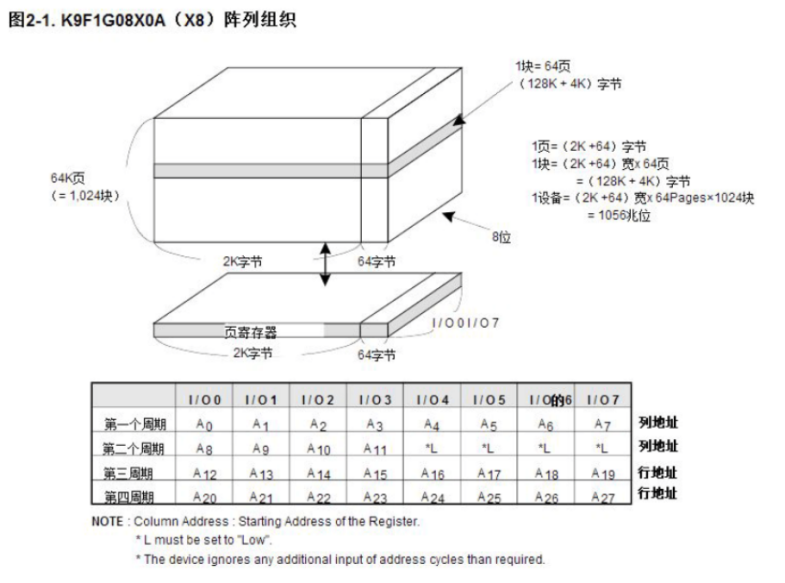 图2-1. K9F1G08X0A（X8）阵列组织
1块= 64页
（128K + 4K）字节
1页=（2K +64）字节
1块=（2K +64）宽x 64页
=（128K + 4K）字节
1设备=（2K +64）宽x 64Pages×1024块
= 1056兆位
64K页
（= 1,024块）
8位
2K字节 64字节
页寄存器
I/O 0I/O 7
2K字节 64字节
I/O 0 I/O 1 I/O 2 I/O 3 I/O 4 I/O 5 I/O的6 I/O 7
第一个周期 A0 A1 A2 A3 A4 A5 A6 A7 列地址
第二个周期 A8 A9 A10 A11 *L *L *L *L 列地址
第三周期 A12 A13 A14 A15 A16 A17 A18 A19 行地址
第四周期 A20 A21 A22 A23 A24 A25 A26 A27 行地址
NOTE : Column Address : Starting Address of the Register.
* L must be set to "Low".
* The device ignores any additional input of address cycles than required.